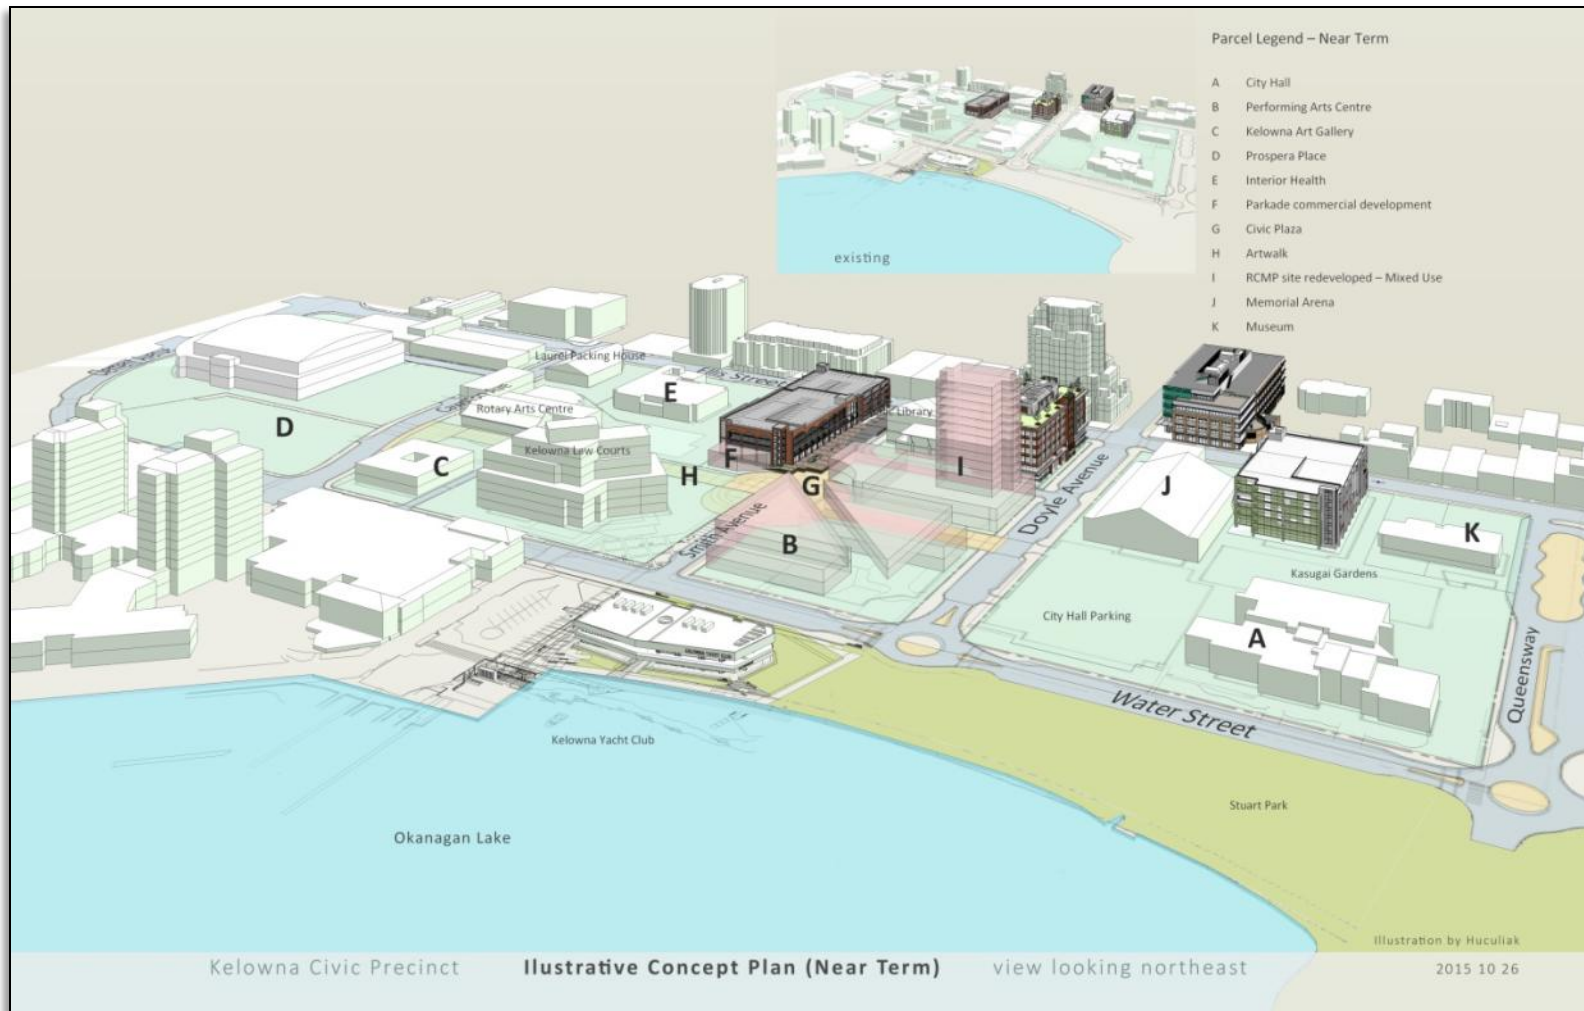 Parcel Legend – Near Term
A City Hall
B Performing Arts Centre
C Kelowna Art Gallery
D Prospera Place
E Interior Health
F Parkade commercial development
G Civic Plaza
H Artwalk
I RCMP site redeveloped – Mixed Use
J Memorial Arena
K Museum
existing
Laurel Packing House
Ellis Street
E
Rotary Arts Centre
Library
D
Kelowna Law Courts
C
F
H
G
I
Doyle Avenue
J
Smith Avenue
B
K
Kasugai Gardens
City Hall Parking
A
Queensway
Water Street
Kelowna Yacht Club
Stuart Park
Okanagan Lake
Illustration by Huculiak
Kelowna Civic Precinct Ilustrative Concept Plan (Near Term) view looking northeast 2015 10 26